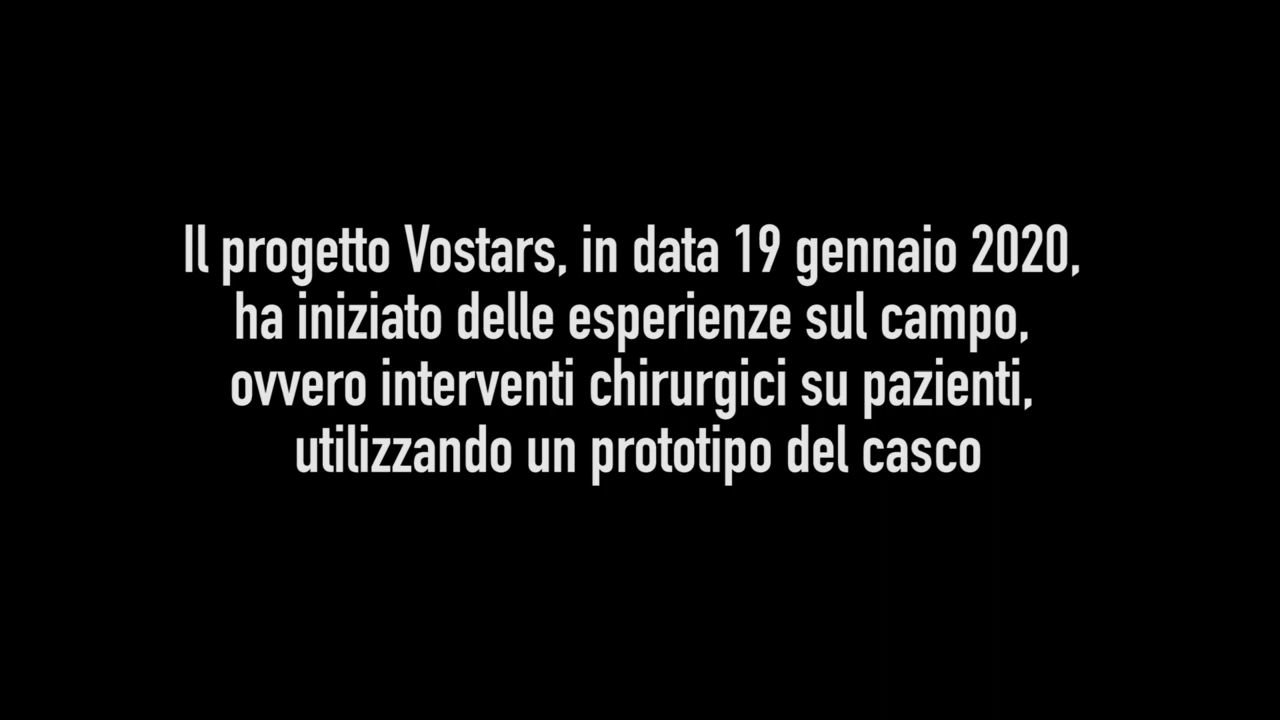 Il progetto Vostars, in data 19 gennaio 2020,
ha iniziato delle esperienze sul campo,
ovvero interventi chirurgici su pazienti,
utilizzando un prototipo del casco